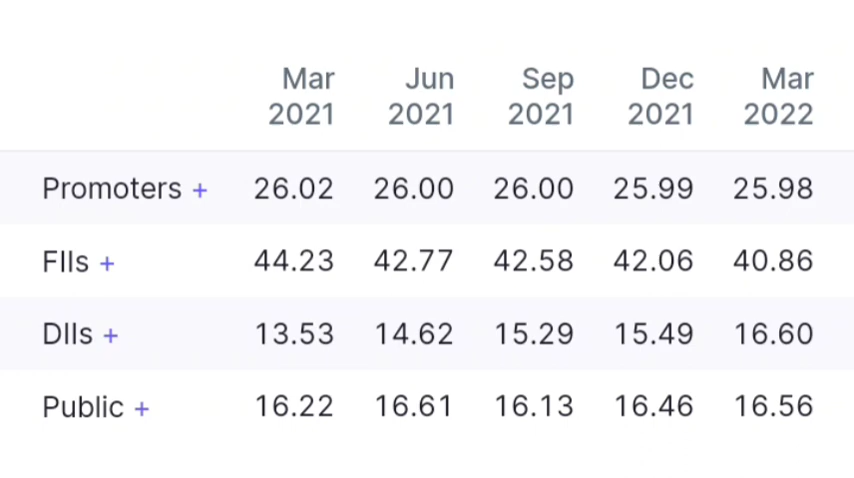 Mar Jun Sep Dec Mar
2021 2021 2021 2021 2022
Promoters + 26.02 26.00 26.00 25.99 25.98
FIIs + 44.23 42.77 42.58 42.06 40.86
DIIs + 13.53 14.62 15.29 15.49 16.60
Public + 16.22 16.61 16.13 16.46 16.56